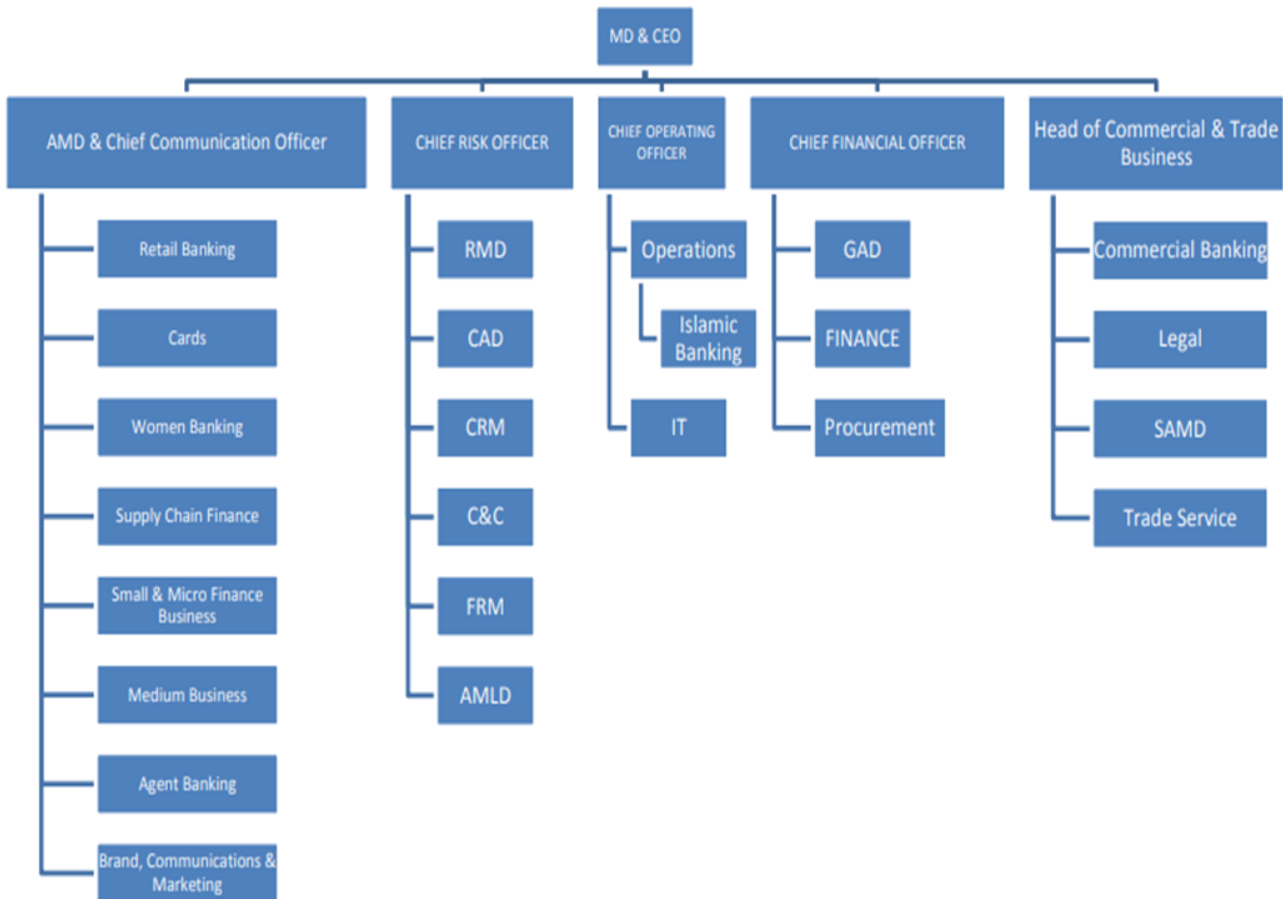 MD & CEO
AMD & Chief Communication Officer
CHIEF RISK OFFICER
CHIEF OPERATING
OFFICER
CHIEF FINANCIAL OFFICER
Head of Commercial & Trade
Business
Retail Banking
Cards
Women Banking
Supply Chain Finance
Small & Micro Finance
Business
Medium Business
Agent Banking
Brand, Communications &
Marketing
RMD
CAD
CRM
C&C
FRM
AMLD
Operations
Islamic
Banking
IT
GAD
FINANCE
Procurement
Commercial Banking
Legal
SAMD
Trade Service